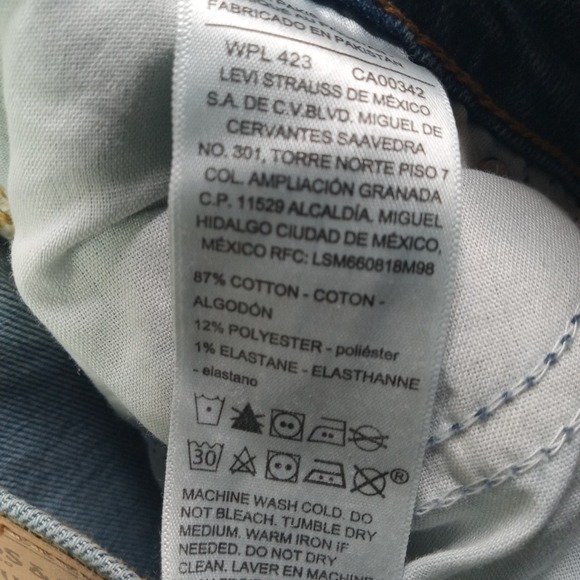 FABRICADO EN PAKISTAN
WPL 423 CA00342
LEVI STRAUSS DE MÉXICO
S.A. DE C.V.BLVD. MIGUEL DE
CERVANTES SAAVEDRA
NO. 301, TORRE NORTE PISO 7
COL. AMPLIACIÓN GRANADA
C.P. 11529 ALCALDÍA, MIGUEL
HIDALGO CIUDAD DE MÉXICO,
MÉXICO RFC: LSM660818M98
87% COTTON - COTON -
ALGODÓN
12% POLYESTER - poliéster
1% ELASTANE - ELASTHANNE
- elastano
30 ®
MACHINE WASH COLD. DO
NOT BLEACH. TUMBLE DRY
MEDIUM. WARM IRON IF
NEEDED. DO NOT DRY
CLEAN. LAVER EN MACHINE